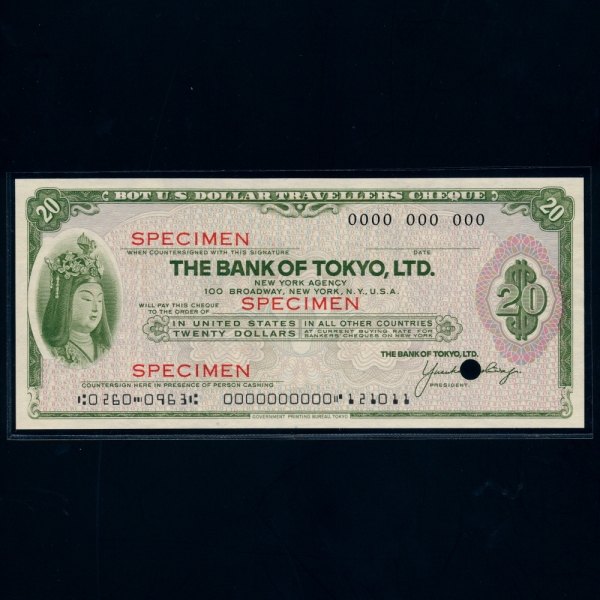 20 BOT U S DOLLAR TRAVELLERS CHEQUE 20
0000 000 000
SPECIMEN
WHEN COUNTERSIGNED WITH THIS SIGNATURE DATE
THE BANK OF TOKYO, LTD.
NEW YORK AGENCY
100 BROADWAY, NEW YORK, N.Y., U.S.A.
WILL PAY THIS CHEQUE
TO THE ORDER OF
SPECIMEN
IN UNITED STATES
TWENTY DOLLARS
IN ALL OTHER COUNTRIES
AT CURRENT BUYING RATE FOR
BANKERS' CHEQUES ON NEW YORK
$20
THE BANK OF TOKYO, LTD.
SPECIMEN
PRESIDENT
COUNTERSIGN HERE IN PRESENCE OF PERSON CASHING
⑆0260⑉0963⑆ 0000000000⑈121011
GOVERNMENT PRINTING BUREAU, TOKYO